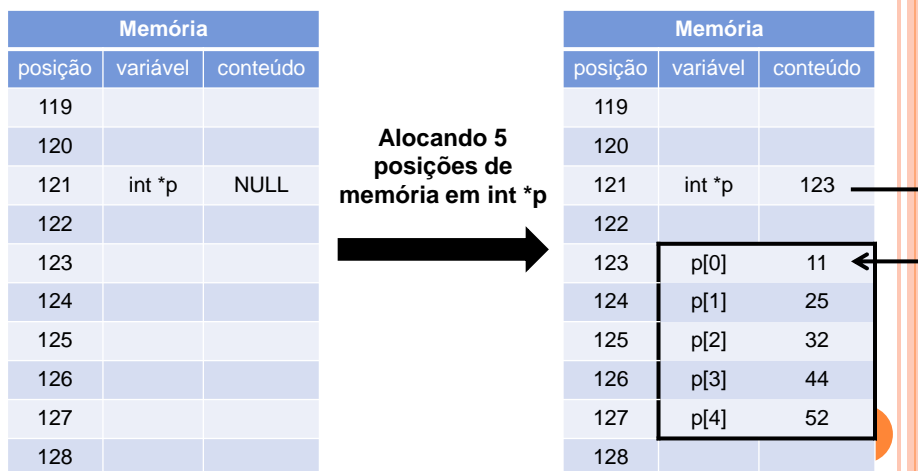 Memória
posição variável conteúdo
119
120
121 int *p NULL
122
123
124
125
126
127
128
Alocando 5
posições de
memória em int *p
Memória
posição variável conteúdo
119
120
121 int *p 123
122
123 p[0] 11
124 p[1] 25
125 p[2] 32
126 p[3] 44
127 p[4] 52
128